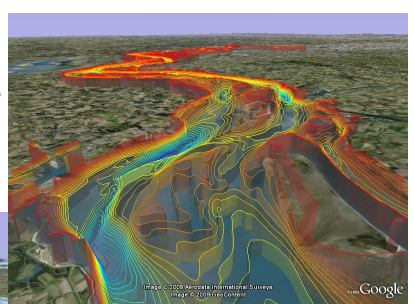 Image © 2009 Aerodata International Surveys
Image © 2009 GeoContent
Google